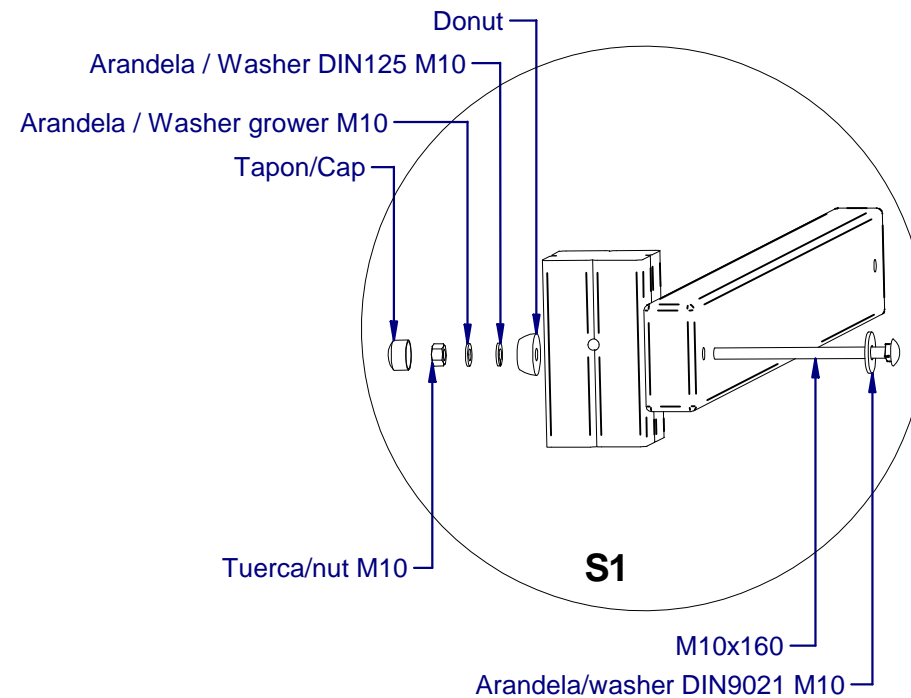 Donut
Arandela / Washer DIN125 M10
Arandela / Washer grower M10
Tapon/Cap
Tuerca/nut M10
S1
M10x160
Arandela/washer DIN9021 M10